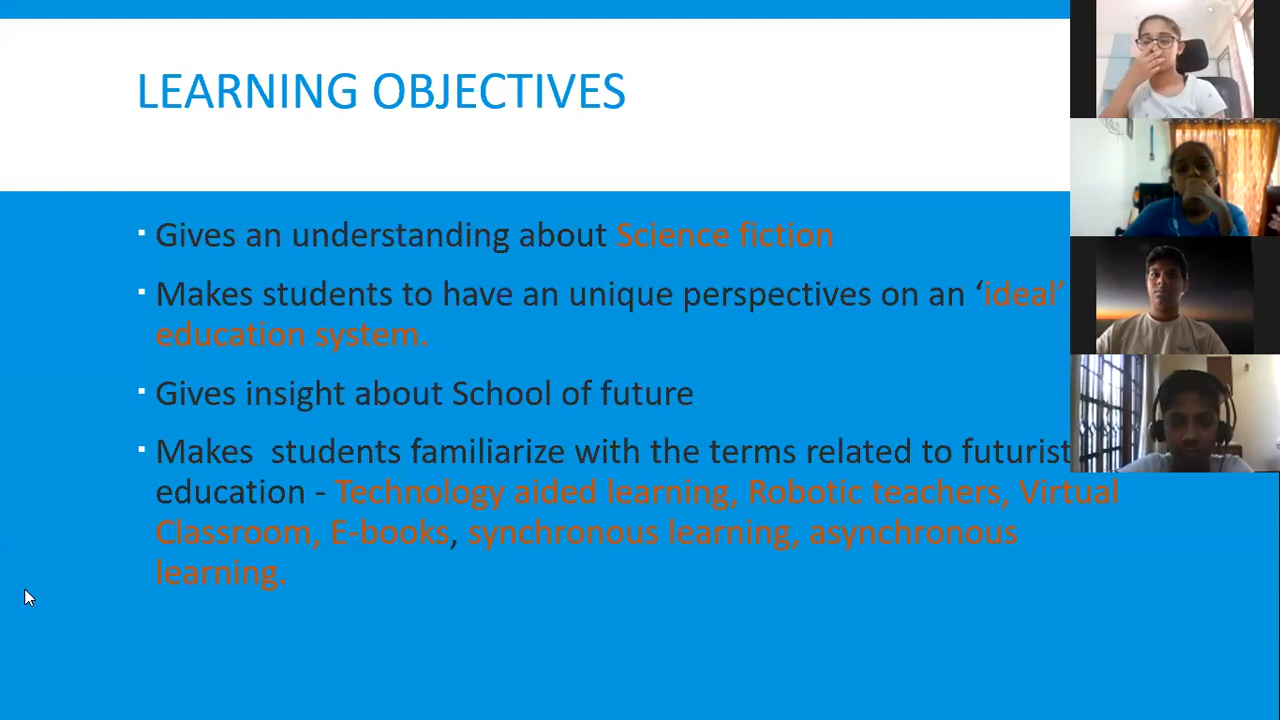 LEARNING OBJECTIVES
Gives an understanding about Science fiction
Makes students to have an unique perspectives on an ‘ideal’
education system.
Gives insight about School of future
Makes  students familiarize with the terms related to futurist
education - Technology aided learning, Robotic teachers, Virtual
Classroom, E-books, synchronous learning, asynchronous
learning.